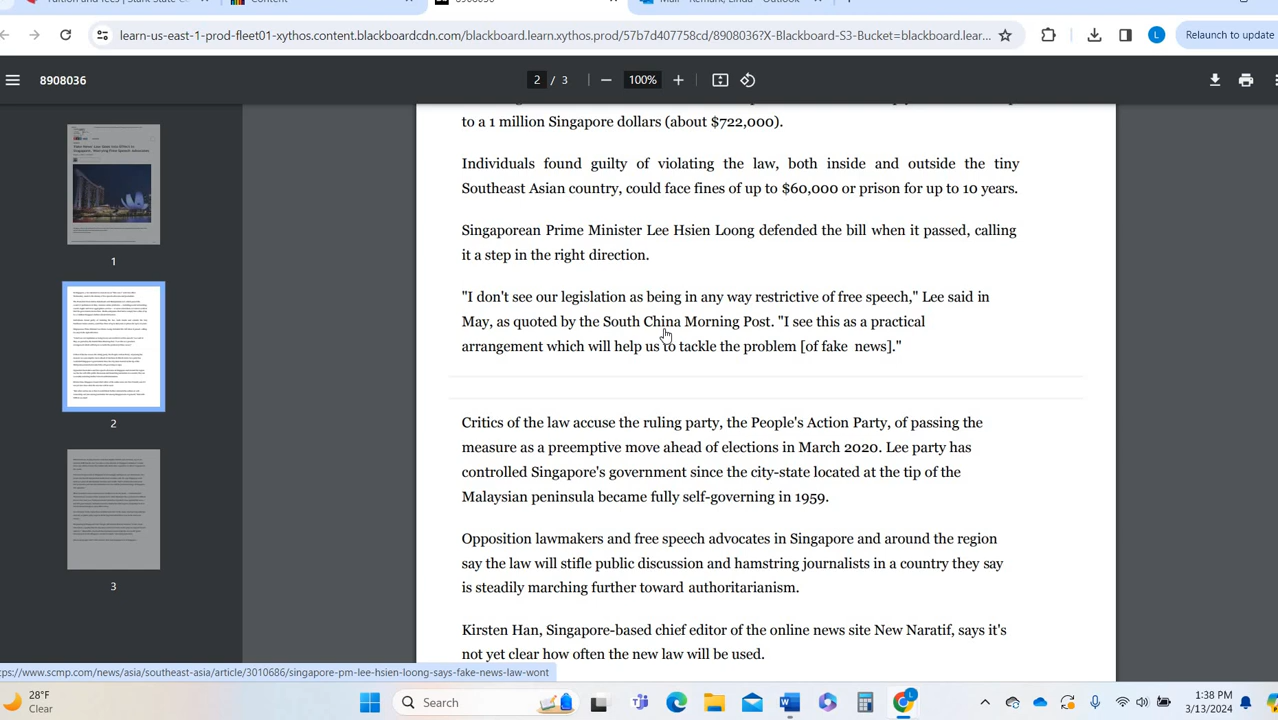 Content
learn-us-east-1-prod-fleet01-xythos.content.blackboardcdn.com/blackboard.learn.xythos.prod/57b7d407758cd/8908036?X-Blackboard-S3-Bucket=blackboard.lear...
L
Relaunch to update
8908036
2 / 3
100%
to a 1 million Singapore dollars (about $722,000).
Individuals found guilty of violating the law, both inside and outside the tiny
Southeast Asian country, could face fines of up to $60,000 or prison for up to 10 years.
Singaporean Prime Minister Lee Hsien Loong defended the bill when it passed, calling
it a step in the right direction.
"I don't see our legislation as being in any way restrictive of free speech," Lee said in
May, as quoted by the South China Morning Post. "I see this as a practical
arrangement which will help us to tackle the problem [of fake news]."
Critics of the law accuse the ruling party, the People's Action Party, of passing the
measure as a preemptive move ahead of elections in March 2020. Lee party has
controlled Singapore's government since the city-state located at the tip of the
Malaysian peninsula became fully self-governing in 1959.
Opposition lawmakers and free speech advocates in Singapore and around the region
say the law will stifle public discussion and hamstring journalists in a country they say
is steadily marching further toward authoritarianism.
Kirsten Han, Singapore-based chief editor of the online news site New Naratif, says it's
not yet clear how often the new law will be used.
1
2
3
ps://www.scmp.com/news/asia/southeast-asia/article/3010686/singapore-pm-lee-hsien-loong-says-fake-news-law-wont
28°F
Clear
Search
L
1:38 PM
3/13/2024